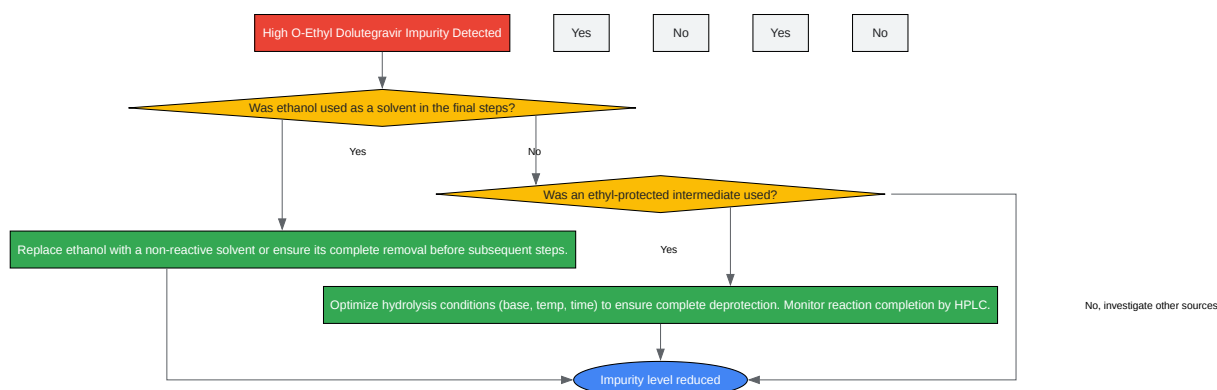 High O-Ethyl Dolutegravir Impurity Detected
Yes
No
Yes
No
Was ethanol used as a solvent in the final steps?
Yes
No
Was an ethyl-protected intermediate used?
Replace ethanol with a non-reactive solvent or ensure its complete removal before subsequent steps.
Yes
Optimize hydrolysis conditions (base, temp, time) to ensure complete deprotection. Monitor reaction completion by HPLC.
No, investigate other sources
Impurity level reduced